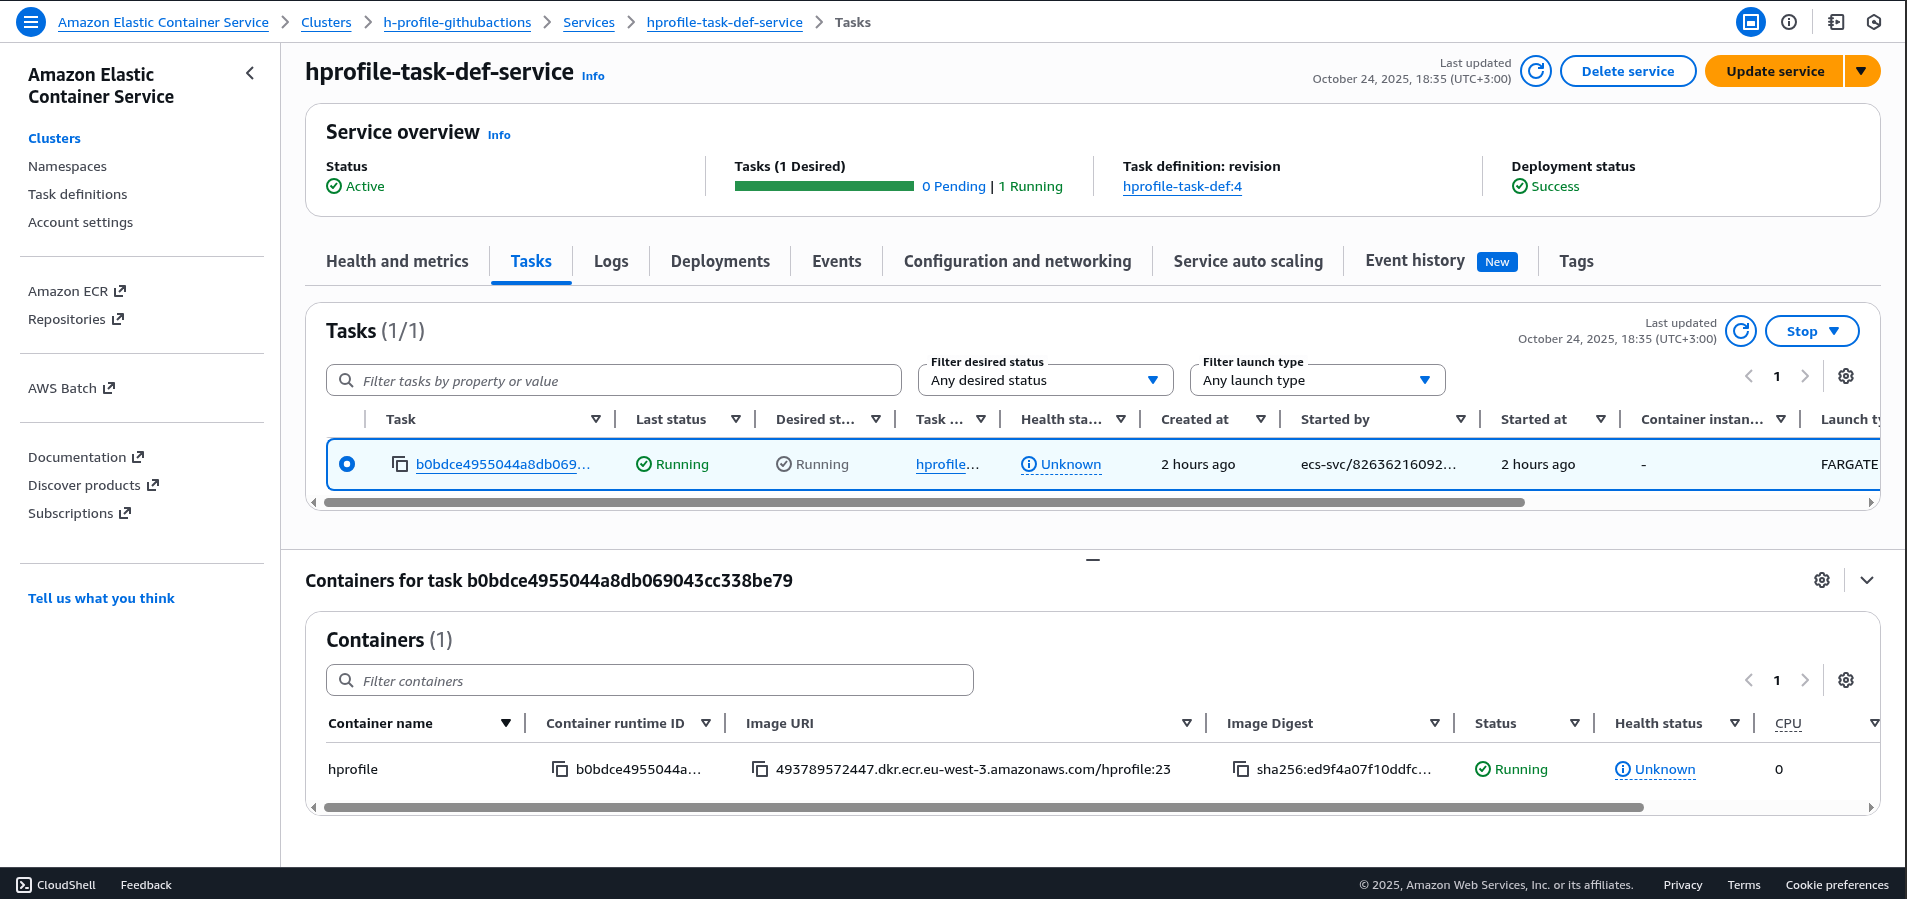 Amazon Elastic Container Service > Clusters > h-profile-githubactions > Services > hprofile-task-def-service > Tasks
Amazon Elastic
Container Service
Clusters
Namespaces
Task definitions
Account settings
Amazon ECR
Repositories
AWS Batch
Documentation
Discover products
Subscriptions
Tell us what you think
hprofile-task-def-service Info
Last updated
October 24, 2025, 18:35 (UTC+3:00)
Delete service
Update service
Service overview Info
Status
Active
Tasks (1 Desired)
0 Pending | 1 Running
Task definition: revision
hprofile-task-def:4
Deployment status
Success
Health and metrics Tasks Logs Deployments Events Configuration and networking Service auto scaling Event history New Tags
Tasks (1/1)
Last updated
October 24, 2025, 18:35 (UTC+3:00)
Stop
Filter tasks by property or value
Filter desired status
Any desired status
Filter launch type
Any launch type
1
Task Last status Desired st... Task ... Health sta... Created at Started by Started at Container instan... Launch ty
b0bdce4955044a8db069... Running Running hprofile... Unknown 2 hours ago ecs-svc/82636216092... 2 hours ago - FARGATE
Containers for task b0bdce4955044a8db069043cc338be79
Containers (1)
Filter containers
1
Container name Container runtime ID Image URI Image Digest Status Health status CPU
hprofile b0bdce4955044a... 493789572447.dkr.ecr.eu-west-3.amazonaws.com/hprofile:23 sha256:ed9f4a07f10ddfc... Running Unknown 0
CloudShell Feedback © 2025, Amazon Web Services, Inc. or its affiliates. Privacy Terms Cookie preferences